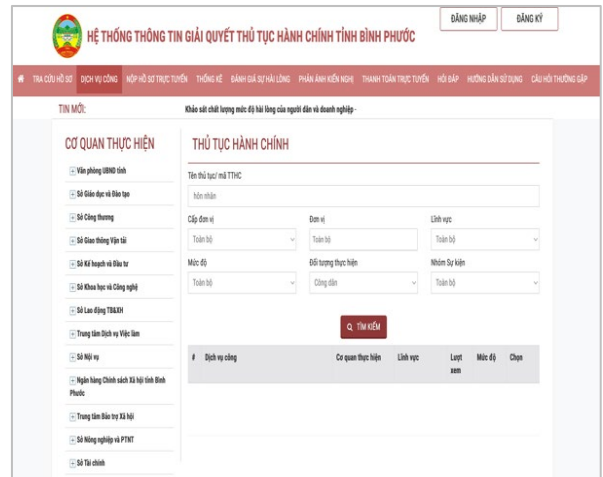 ĐĂNG NHẬP
ĐĂNG KÝ
HỆ THỐNG THÔNG TIN GIẢI QUYẾT THỦ TỤC HÀNH CHÍNH TỈNH BÌNH PHƯỚC
TRA CỨU HỒ SƠ DỊCH VỤ CÔNG NỘP HỒ SƠ TRỰC TUYẾN THỐNG KÊ ĐÁNH GIÁ SỰ HÀI LÒNG PHẢN ÁNH KIẾN NGHỊ THANH TOÁN TRỰC TUYẾN HỎI ĐÁP HƯỚNG DẪN SỬ DỤNG CÂU HỎI THƯỜNG GẶP
TIN MỚI:
Khảo sát chất lượng mức độ hài lòng của người dân và doanh nghiệp -
CƠ QUAN THỰC HIỆN
Văn phòng UBND tỉnh
Sở Giáo dục và Đào tạo
Sở Công thương
Sở Giao thông Vận tải
Sở Kế hoạch và Đầu tư
Sở Khoa học và Công nghệ
Sở Lao động TB&XH
Trung tâm Dịch vụ Việc làm
Sở Nội vụ
Ngân hàng Chính sách Xã hội tỉnh Bình
Phước
Trung tâm Bảo trợ Xã hội
Sở Nông nghiệp và PTNT
Sở Tài chính
THỦ TỤC HÀNH CHÍNH
Tên thủ tục/ mã TTHC
hôn nhân
Cấp đơn vị Đơn vị Lĩnh vực
Toàn bộ Toàn bộ Toàn bộ
Mức độ Đối tượng thực hiện Nhóm Sự kiện
Toàn bộ Công dân Toàn bộ
TÌM KIẾM
# Dịch vụ công Cơ quan thực hiện Lĩnh vực Lượt Mức độ Chọn
xem